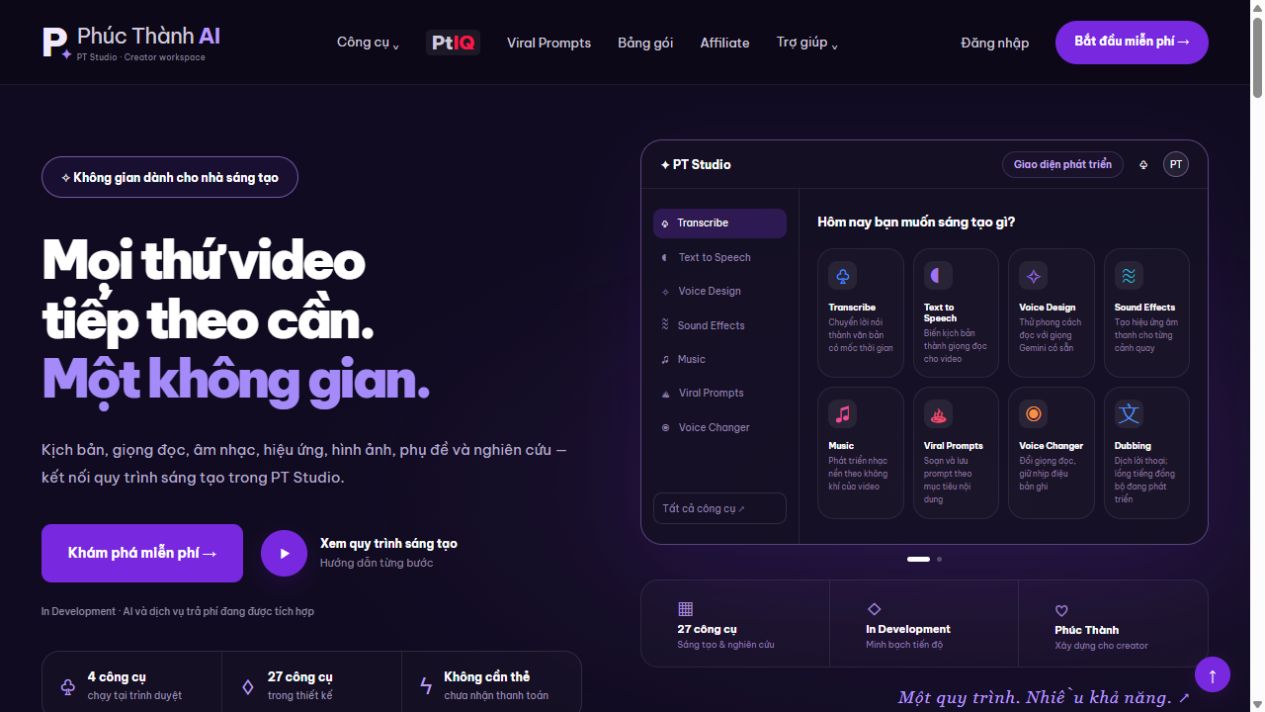 Phúc Thành AI
PT Studio · Creator workspace
Công cụ
PtIQ
Viral Prompts
Bảng gói
Affiliate
Trợ giúp
Đăng nhập
Bắt đầu miễn phí →
✧ Không gian dành cho nhà sáng tạo
Mọi thứ video
tiếp theo cần.
Một không gian.
Kịch bản, giọng đọc, âm nhạc, hiệu ứng, hình ảnh, phụ đề và nghiên cứu —
kết nối quy trình sáng tạo trong PT Studio.
Khám phá miễn phí →
Xem quy trình sáng tạo
Hướng dẫn từng bước
In Development · AI và dịch vụ trả phí đang được tích hợp
4 công cụ
chạy tại trình duyệt
27 công cụ
trong thiết kế
Không cần thẻ
chưa nhận thanh toán
✦ PT Studio
Giao diện phát triển
PT
Transcribe
Text to Speech
Voice Design
Sound Effects
Music
Viral Prompts
Voice Changer
Tất cả công cụ ↗
Hôm nay bạn muốn sáng tạo gì?
Transcribe
Chuyển lời nói
thành văn bản
có mốc thời gian
Text to
Speech
Biến kịch bản
thành giọng đọc
cho video
Voice Design
Thử phong cách
đọc với giọng
Gemini có sẵn
Sound Effects
Tạo hiệu ứng âm
thanh cho từng
cảnh quay
Music
Phát triển nhạc
nền theo không
khí của video
Viral Prompts
Soạn và lưu
prompt theo
mục tiêu nội
dung
Voice Changer
Đổi giọng đọc,
giữ nhịp điệu
bản ghi
文
Dubbing
Dịch lời thoại;
lồng tiếng đồng
bộ đang phát
triển
27 công cụ
Sáng tạo & nghiên cứu
In Development
Minh bạch tiến độ
Phúc Thành
Xây dựng cho creator
Một quy trình. Nhiều khả năng. ↗